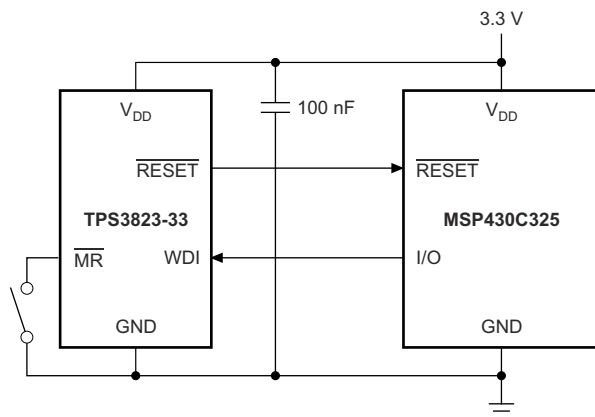 3.3 V
V_DD
100 nF
V_DD
RESET
RESET
TPS3823-33
MSP430C325
MR
WDI
I/O
GND
GND